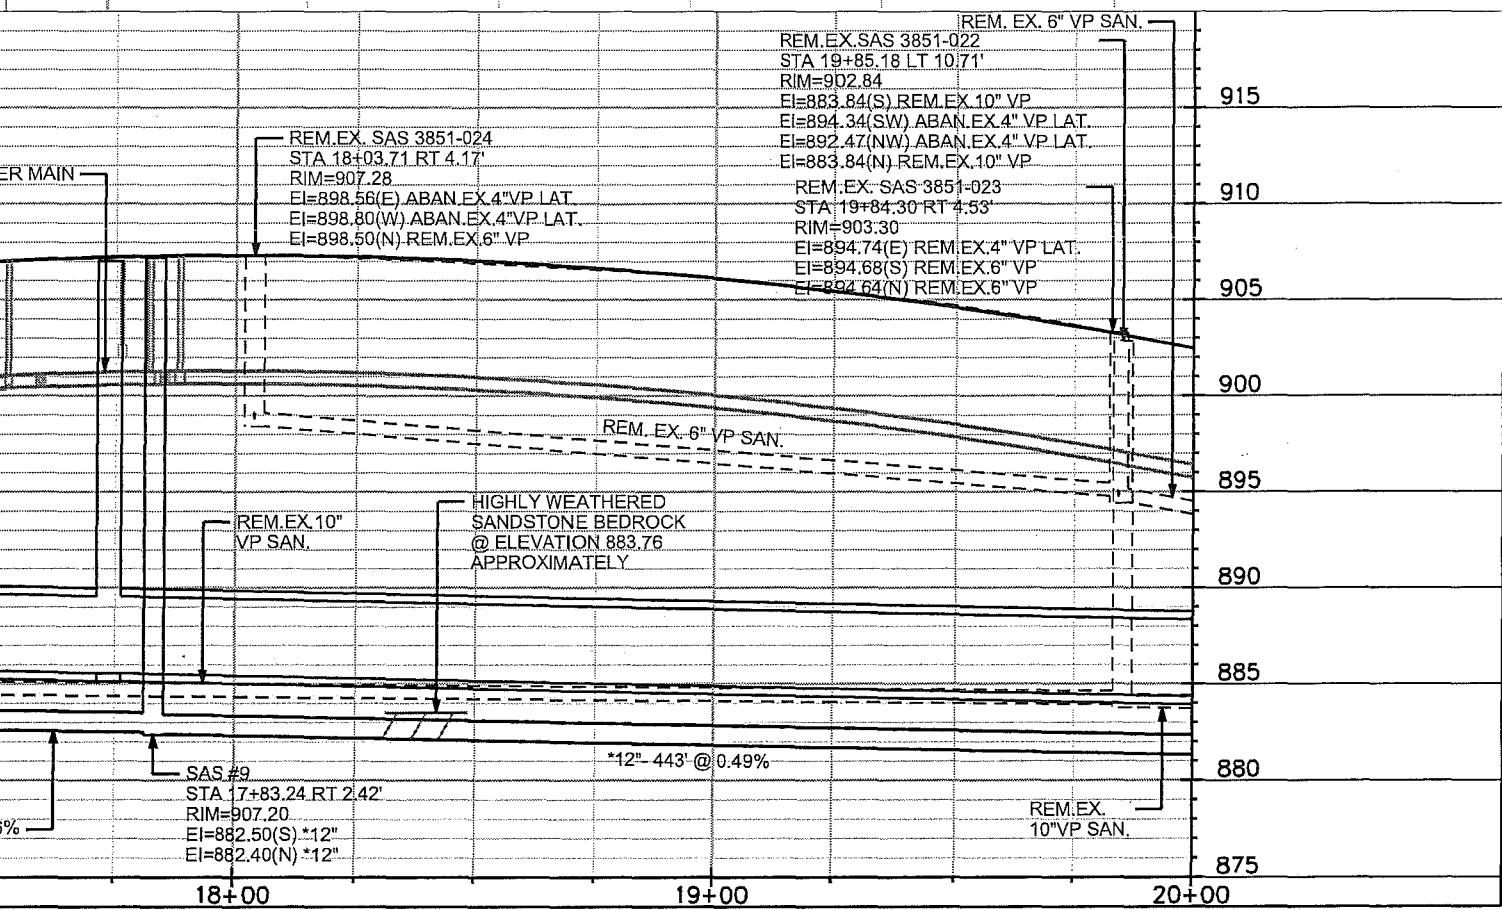 REM. EX. 6" VP SAN.
REM.EX.SAS 3851-022
STA 19+85.18 LT 10.71'
RIM=902.84
EI=883.84(S) REM.EX.10" VP
EI=894.34(SW) ABAN.EX.4" VP LAT.
EI=892.47(NW) ABAN.EX.4" VP LAT.
EI=883.84(N) REM.EX.10" VP
REM.EX. SAS 3851-024
STA 18+03.71 RT 4.17'
RIM=907.28
EI=898.56(E) ABAN.EX.4"VP LAT.
EI=898.80(W) ABAN.EX.4"VP LAT.
EI=898.50(N) REM.EX.6" VP
ER MAIN
REM.EX. SAS 3851-023
STA 19+84.30 RT 4.53'
RIM=903.30
EI=894.74(E) REM.EX.4" VP LAT.
EI=894.68(S) REM.EX.6" VP
EI=894.64(N) REM.EX.6" VP
915
910
905
900
895
890
885
880
875
REM. EX. 6" VP SAN.
HIGHLY WEATHERED
SANDSTONE BEDROCK
@ ELEVATION 883.76
APPROXIMATELY
REM.EX.10"
VP SAN.
*12"- 443' @ 0.49%
SAS #9
STA 17+83.24 RT 2.42'
RIM=907.20
EI=882.50(S) *12"
EI=882.40(N) *12"
6%
REM.EX.
10"VP SAN.
18+00
19+00
20+00